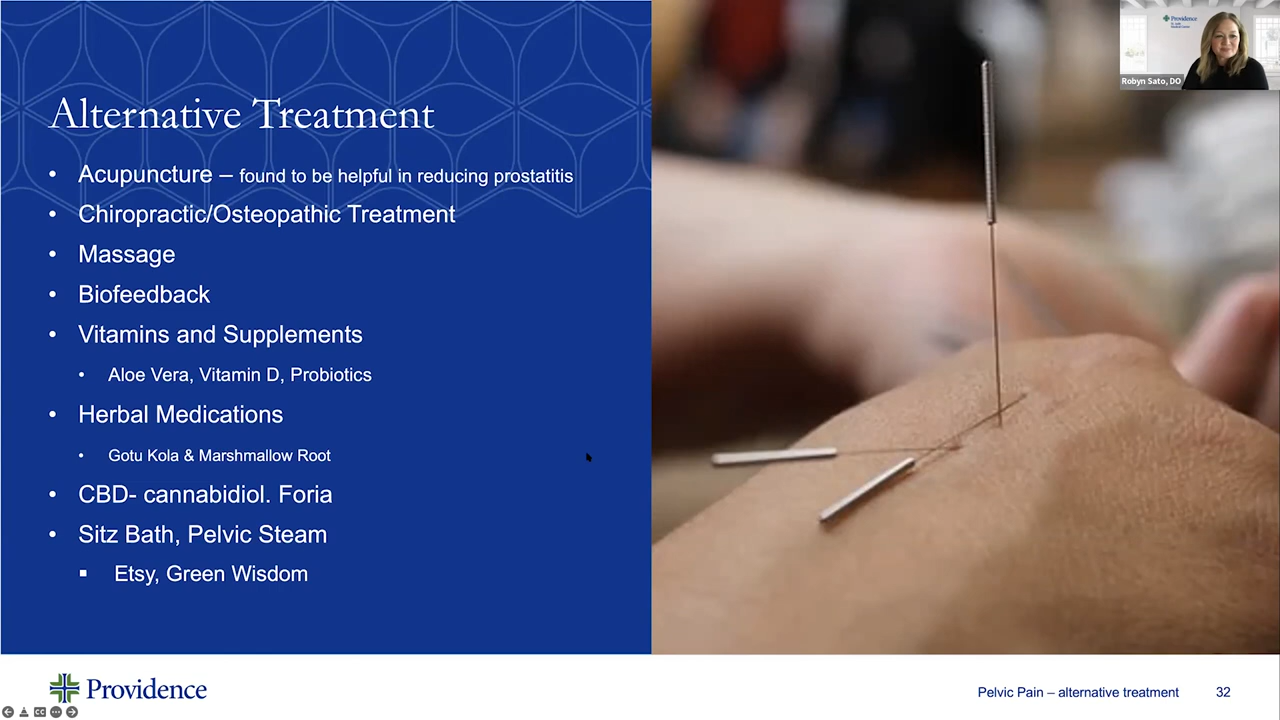 Alternative Treatment
• Acupuncture – found to be helpful in reducing prostatitis
• Chiropractic/Osteopathic Treatment
• Massage
• Biofeedback
• Vitamins and Supplements
• Aloe Vera, Vitamin D, Probiotics
• Herbal Medications
• Gotu Kola & Marshmallow Root
• CBD- cannabidiol. Foria
• Sitz Bath, Pelvic Steam
▪ Etsy, Green Wisdom
Providence
Robyn Sato, DO
Providence
Pelvic Pain – alternative treatment 32